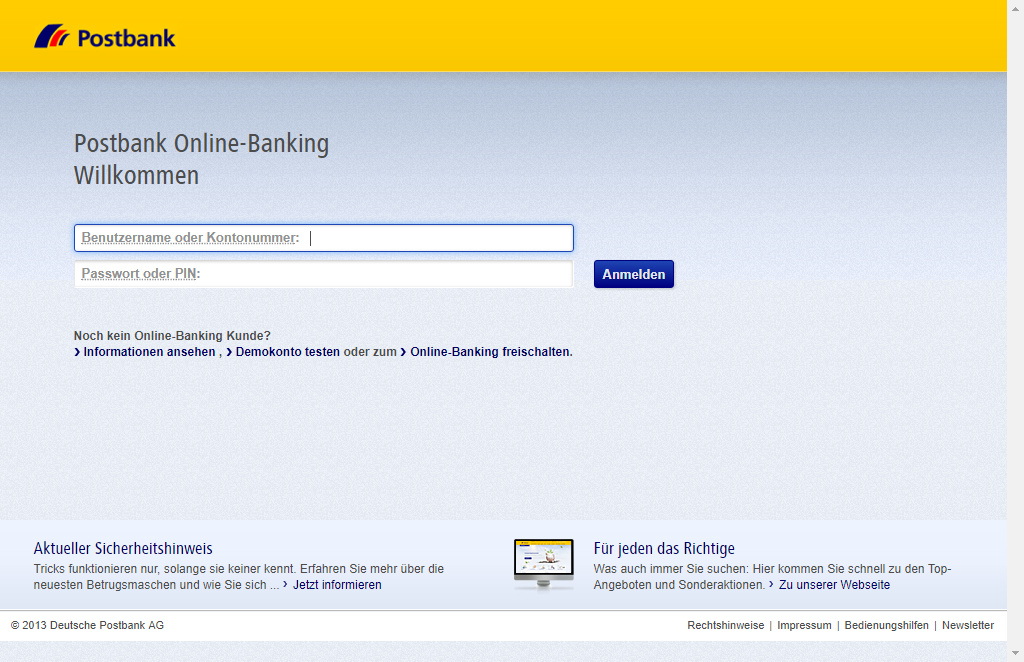 Postbank
Postbank Online-Banking
Willkommen
Benutzername oder Kontonummer:
Passwort oder PIN:
Anmelden
Noch kein Online-Banking Kunde?
› Informationen ansehen , › Demokonto testen oder zum › Online-Banking freischalten.
Aktueller Sicherheitshinweis
Tricks funktionieren nur, solange sie keiner kennt. Erfahren Sie mehr über die
neuesten Betrugsmaschen und wie Sie sich ... › Jetzt informieren
Für jeden das Richtige
Was auch immer Sie suchen: Hier kommen Sie schnell zu den Top-
Angeboten und Sonderaktionen. › Zu unserer Webseite
© 2013 Deutsche Postbank AG
Rechtshinweise | Impressum | Bedienungshilfen | Newsletter